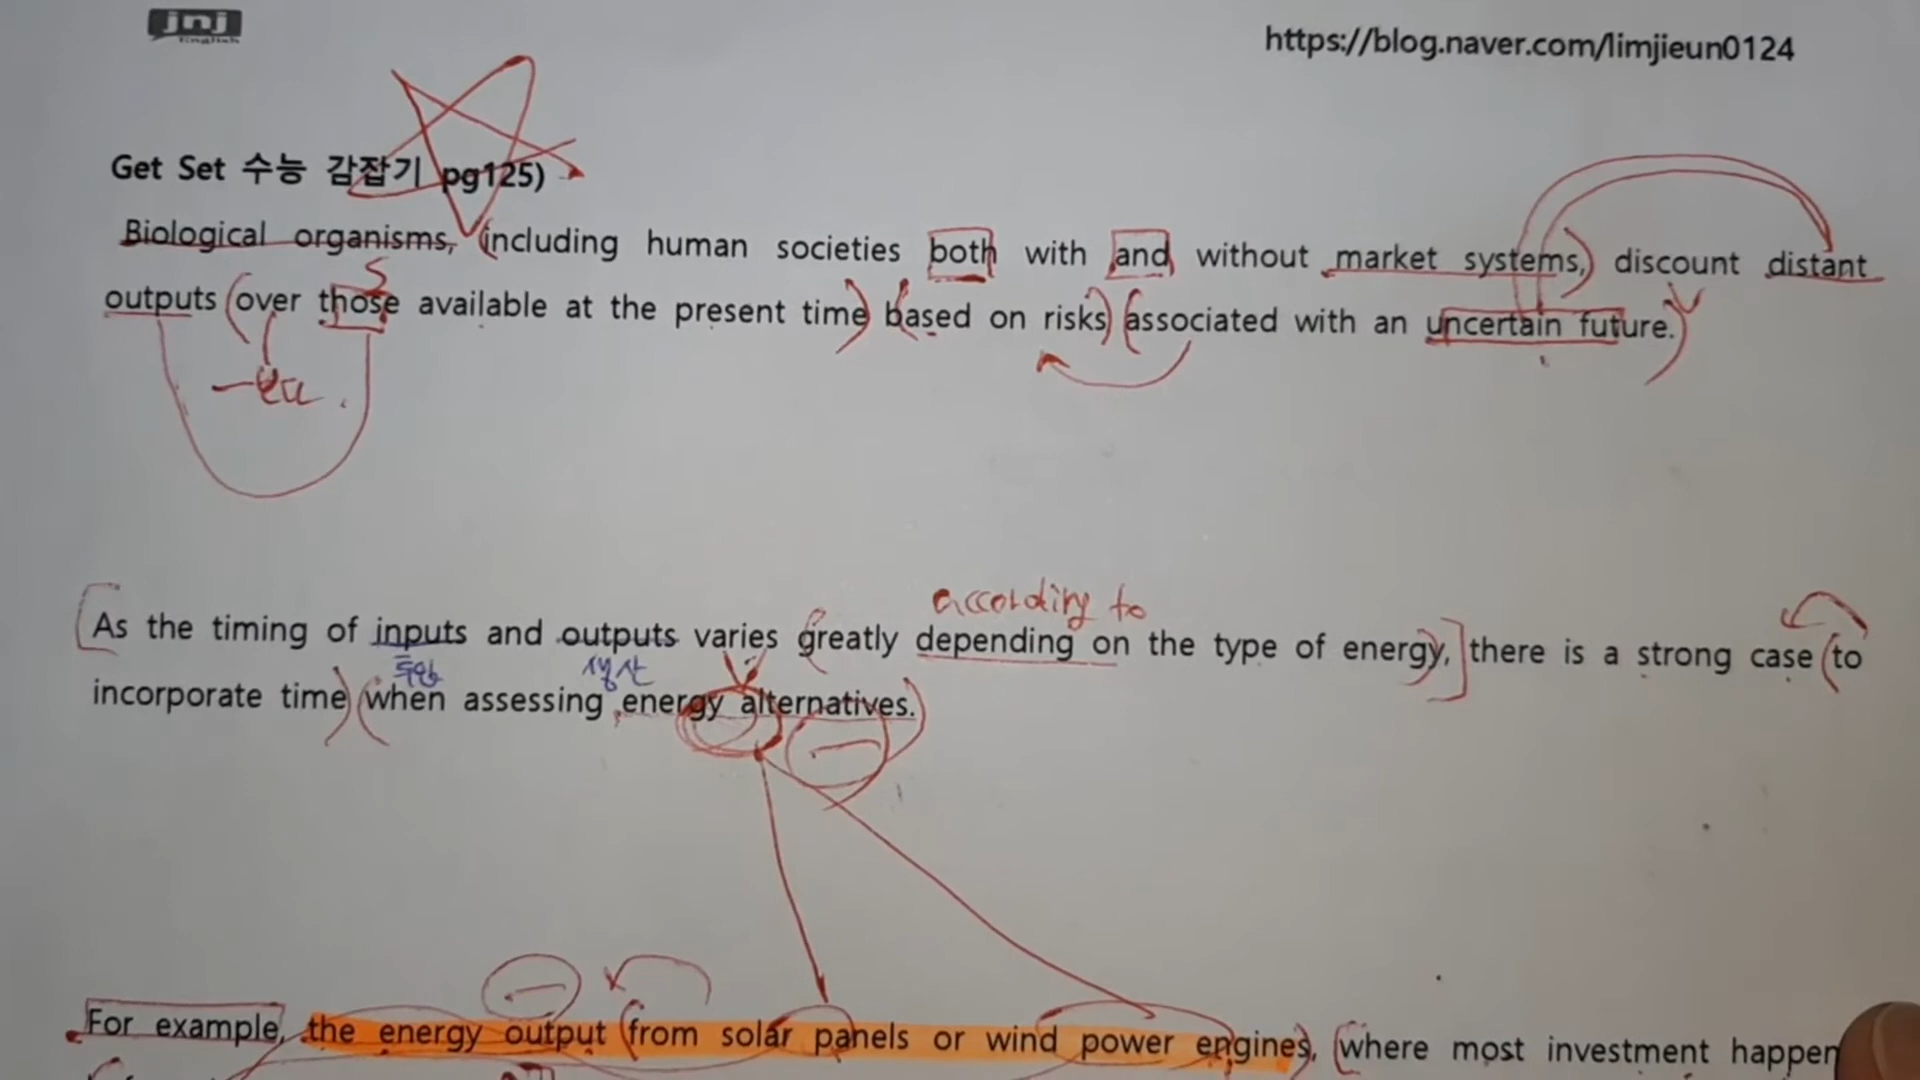 jnj
English
https://blog.naver.com/limjieun0124
Get Set 수능 감잡기 pg125)
Biological organisms, including human societies both with and without market systems, discount distant
outputs over those available at the present time based on risks associated with an uncertain future.
according to
As the timing of inputs and outputs varies greatly depending on the type of energy, there is a strong case to
투입 생산
incorporate time when assessing energy alternatives.
For example, the energy output from solar panels or wind power engines, where most investment happen